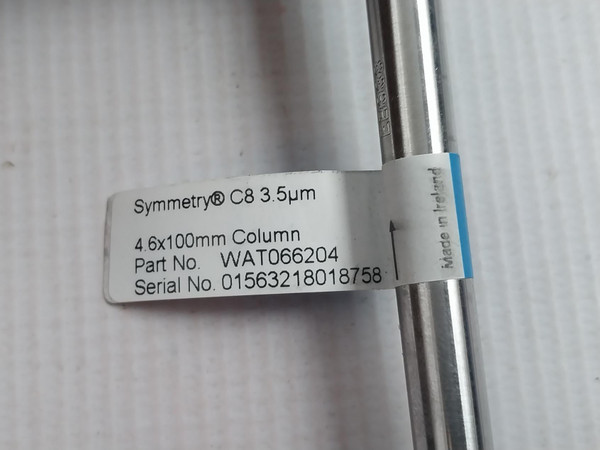 Symmetry® C8 3.5µm
4.6x100mm Column
Part No. WAT066204
Serial No. 01563218018758
Made in Ireland